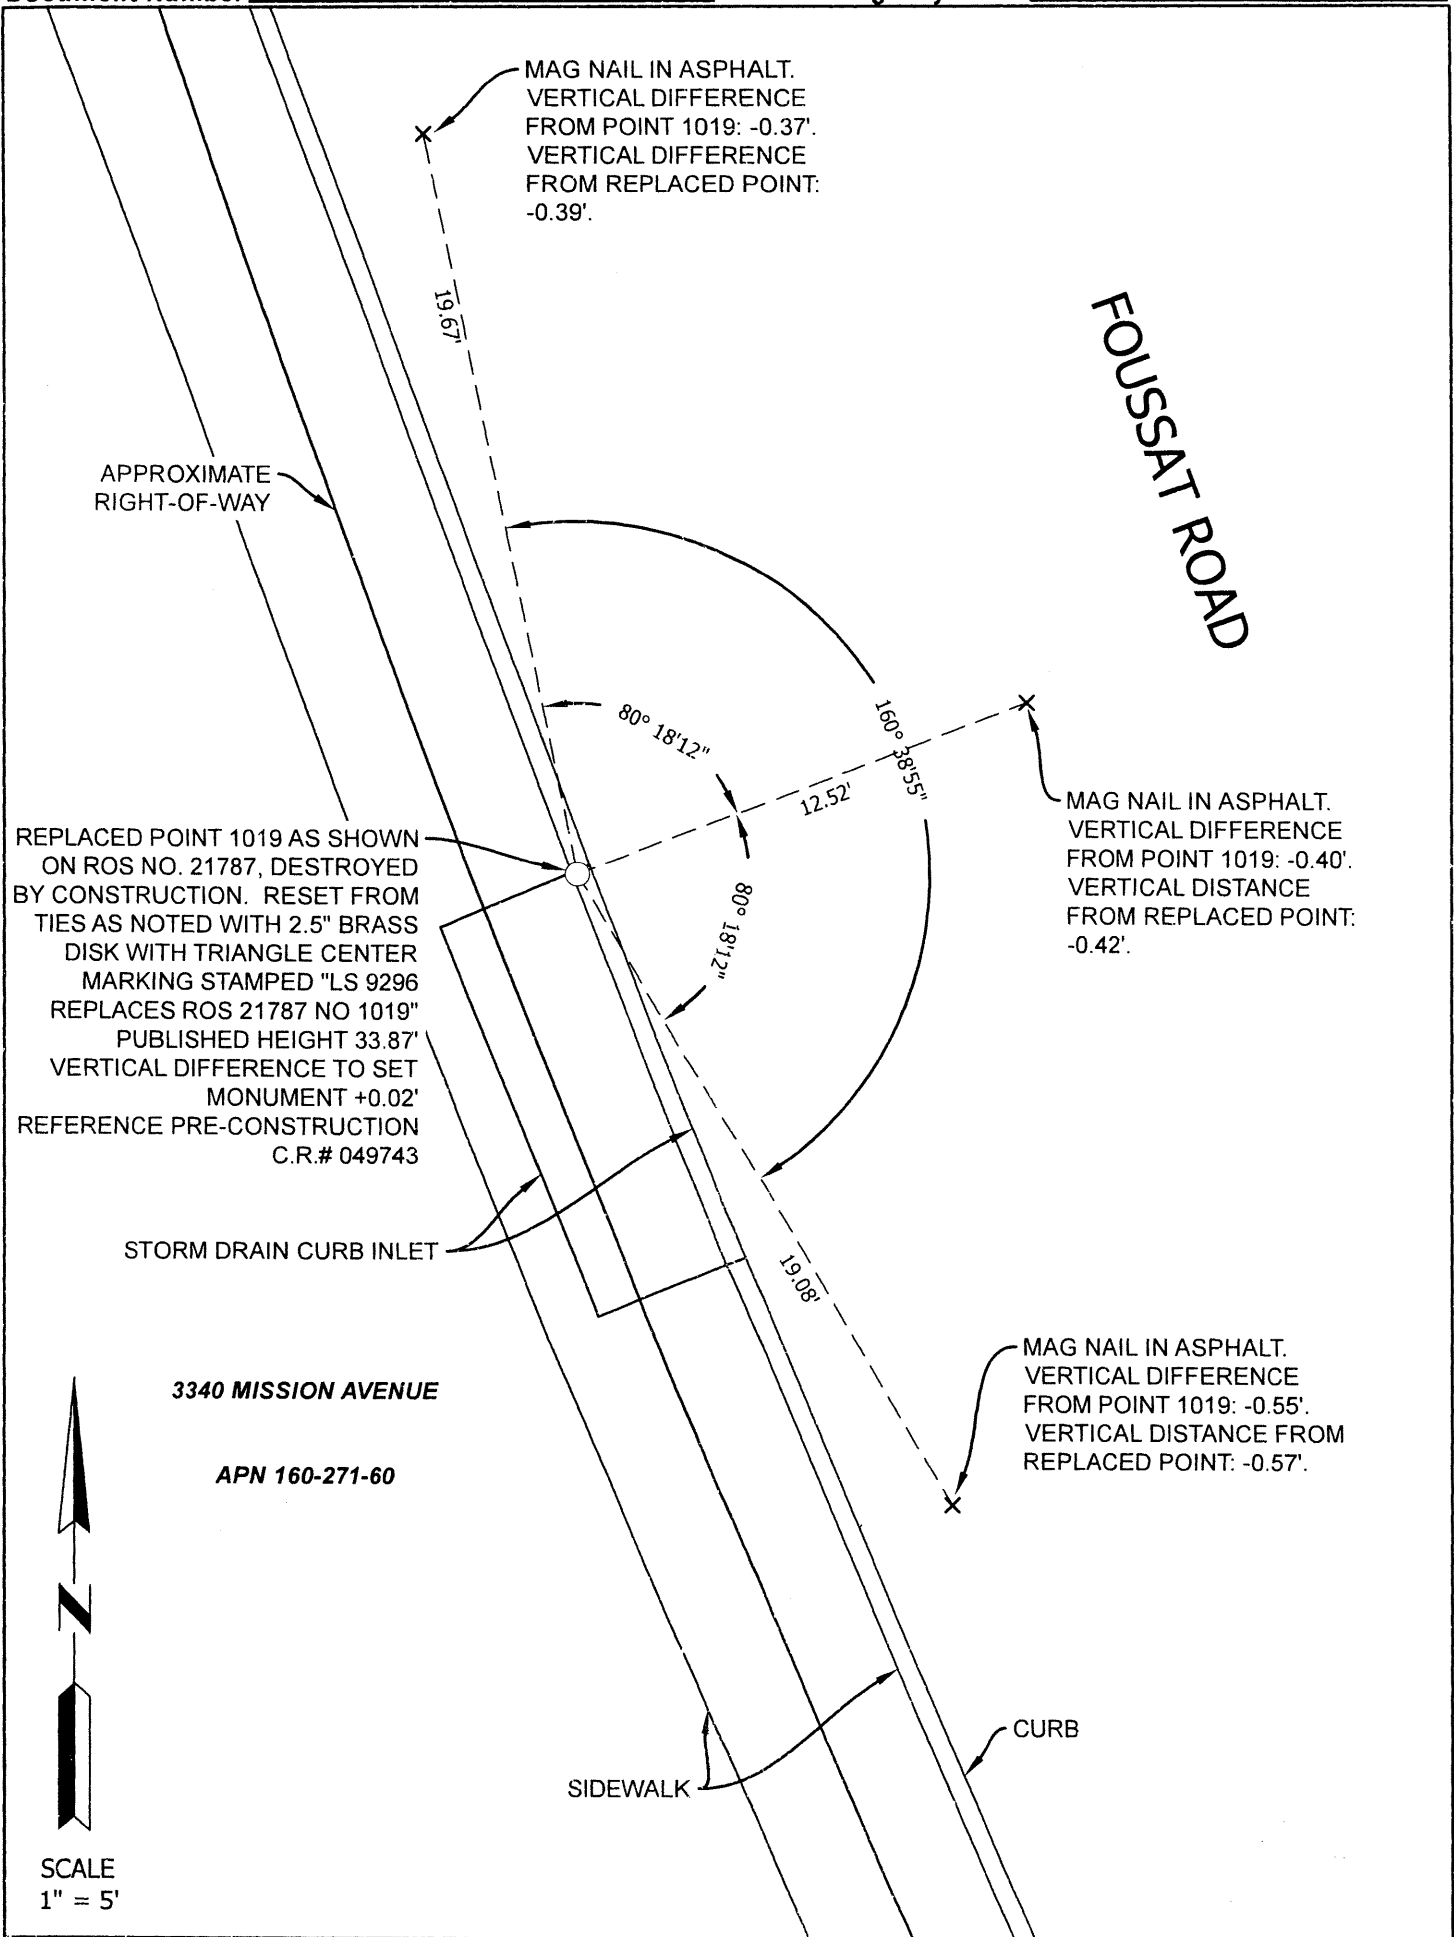 MAG NAIL IN ASPHALT.
VERTICAL DIFFERENCE
FROM POINT 1019: -0.37'.
VERTICAL DIFFERENCE
FROM REPLACED POINT:
-0.39'.
19.67'
FOUSSAT ROAD
APPROXIMATE
RIGHT-OF-WAY
80° 18'12"
160° 38'55"
12.52'
80° 18'12"
MAG NAIL IN ASPHALT.
VERTICAL DIFFERENCE
FROM POINT 1019: -0.40'.
VERTICAL DISTANCE
FROM REPLACED POINT:
-0.42'.
REPLACED POINT 1019 AS SHOWN
ON ROS NO. 21787, DESTROYED
BY CONSTRUCTION. RESET FROM
TIES AS NOTED WITH 2.5" BRASS
DISK WITH TRIANGLE CENTER
MARKING STAMPED "LS 9296
REPLACES ROS 21787 NO 1019"
PUBLISHED HEIGHT 33.87'
VERTICAL DIFFERENCE TO SET
MONUMENT +0.02'
REFERENCE PRE-CONSTRUCTION
C.R.# 049743
STORM DRAIN CURB INLET
19.08'
MAG NAIL IN ASPHALT.
VERTICAL DIFFERENCE
FROM POINT 1019: -0.55'.
VERTICAL DISTANCE FROM
REPLACED POINT: -0.57'.
3340 MISSION AVENUE
APN 160-271-60
N
CURB
SIDEWALK
SCALE
1" = 5'